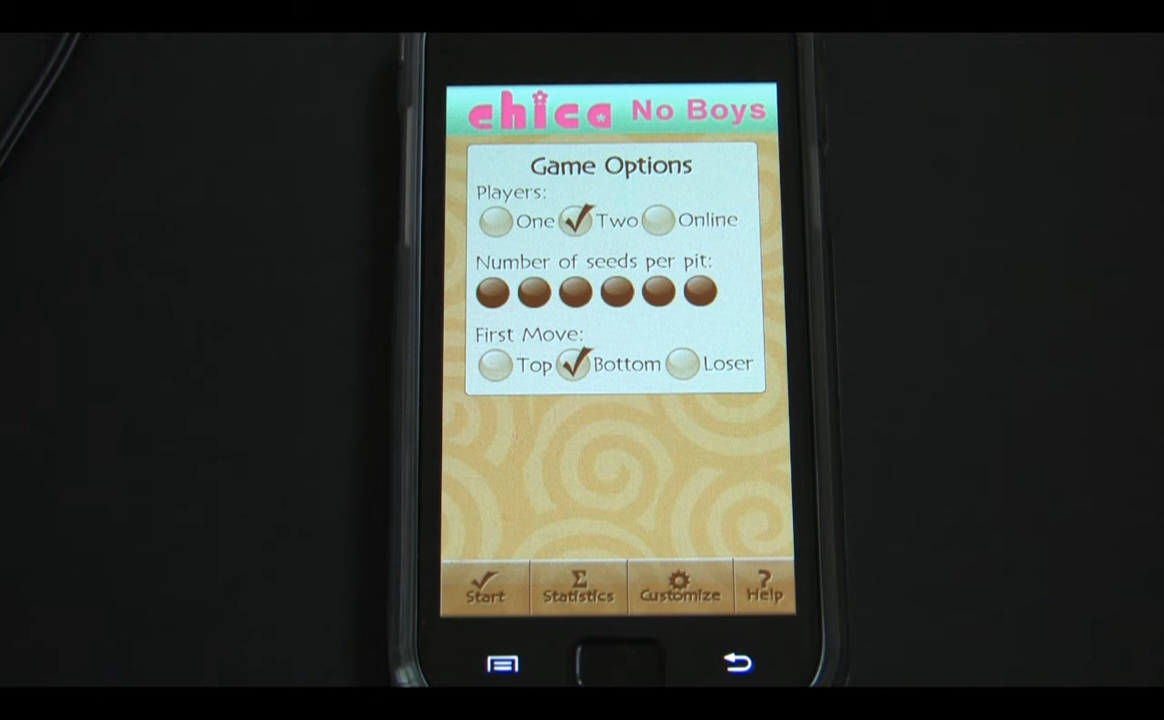 chica No Boys
Game Options
Players:
One Two Online
Number of seeds per pit:
First Move:
Top Bottom Loser
Start Statistics Customize Help